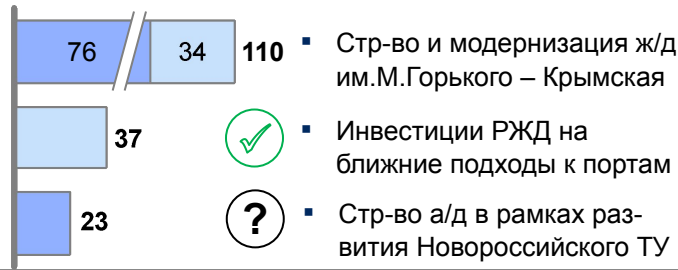 76 34 110 ▪ Стр-во и модернизация ж/д
им.М.Горького – Крымская
37 ▪ Инвестиции РЖД на
ближние подходы к портам
23 ? ▪ Стр-во а/д в рамках раз-
вития Новороссийского ТУ